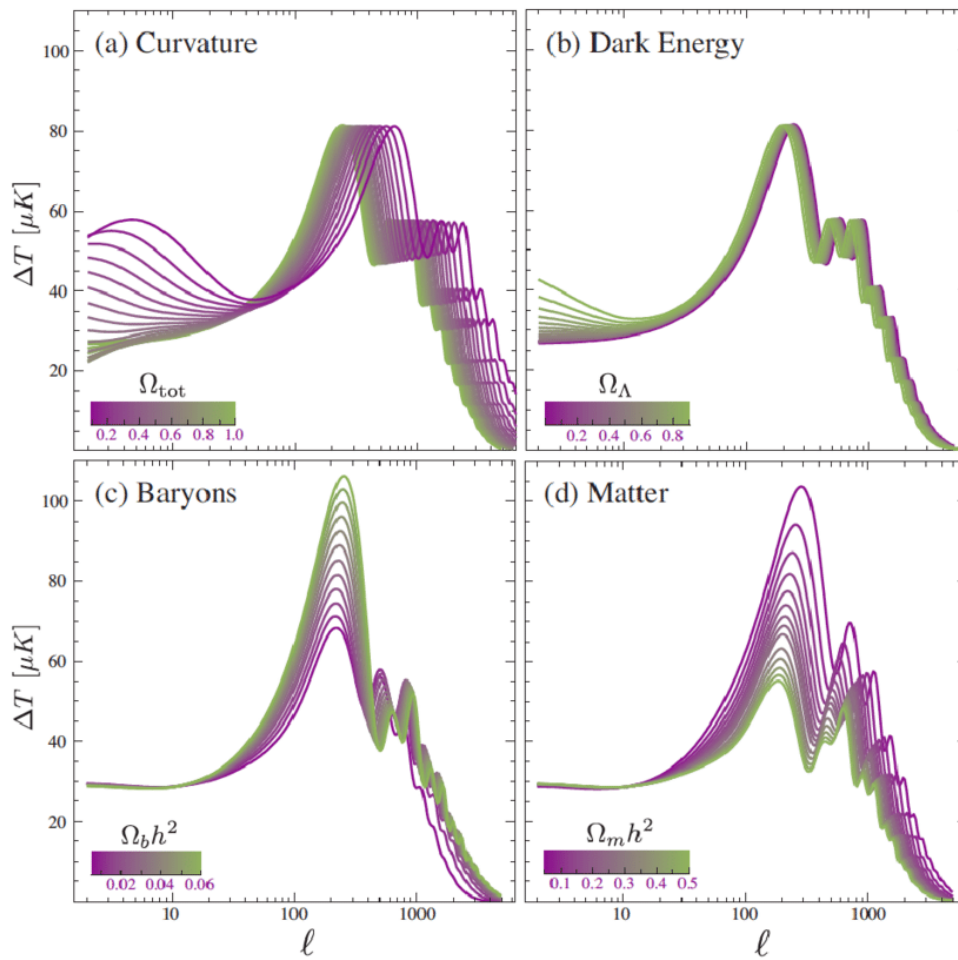 (a) Curvature
(b) Dark Energy
100
80
60
40
20
ΔT [μK]
Ω_tot
0.2 0.4 0.6 0.8 1.0
Ω_Λ
0.2 0.4 0.6 0.8
(c) Baryons
(d) Matter
100
80
60
40
20
ΔT [μK]
Ω_b h²
0.02 0.04 0.06
Ω_m h²
0.1 0.2 0.3 0.4 0.5
10 100 1000
10 100 1000
ℓ
ℓ